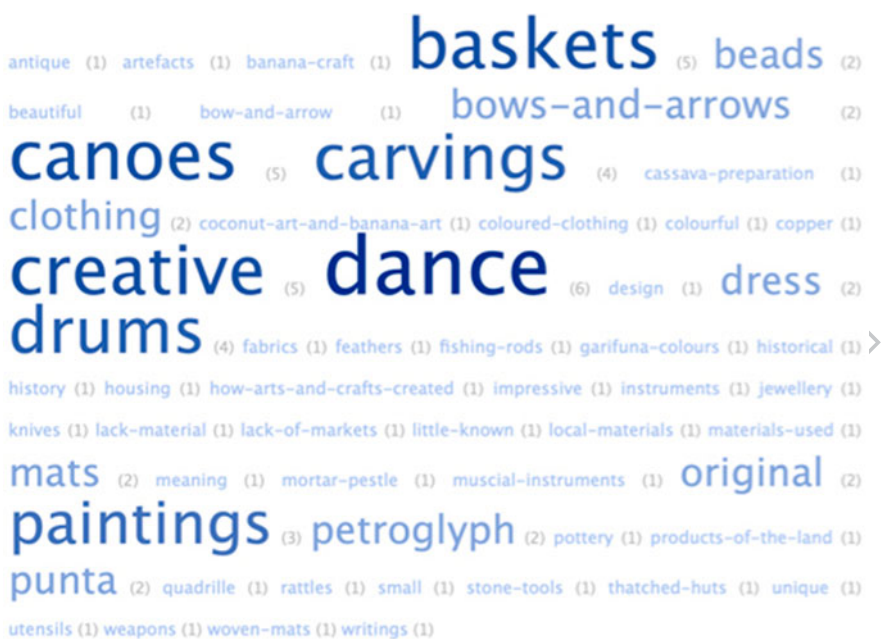 antique (1) artefacts (1) banana-craft (1) baskets (5) beads (2)
beautiful (1) bow-and-arrow (1) bows-and-arrows (2)
canoes (5) carvings (4) cassava-preparation (1)
clothing (2) coconut-art-and-banana-art (1) coloured-clothing (1) colourful (1) copper (1)
creative (5) dance (6) design (1) dress (2)
drums (4) fabrics (1) feathers (1) fishing-rods (1) garifuna-colours (1) historical (1)
history (1) housing (1) how-arts-and-crafts-created (1) impressive (1) instruments (1) jewellery (1)
knives (1) lack-material (1) lack-of-markets (1) little-known (1) local-materials (1) materials-used (1)
mats (2) meaning (1) mortar-pestle (1) muscial-instruments (1) original (2)
paintings (3) petroglyph (2) pottery (1) products-of-the-land (1)
punta (2) quadrille (1) rattles (1) small (1) stone-tools (1) thatched-huts (1) unique (1)
utensils (1) weapons (1) woven-mats (1) writings (1)